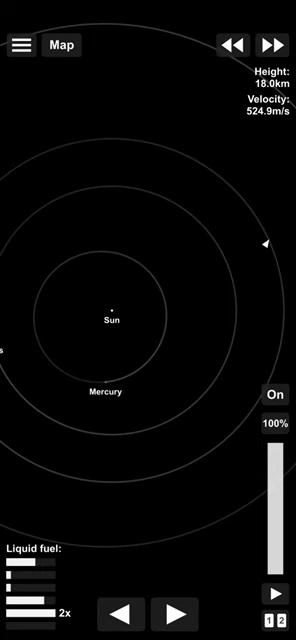 Map
Height:
18.0km
Velocity:
524.9m/s
Sun
s
Mercury
On
100%
Liquid fuel:
2x
1 2